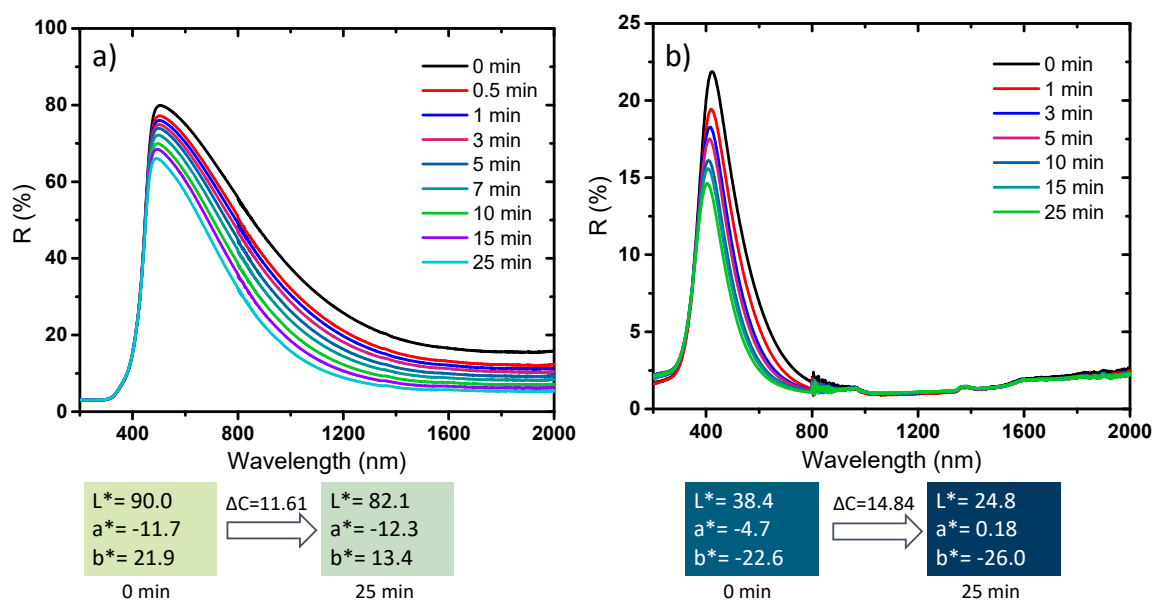 a)
100
80
60
40
20
0
R (%)
400 800 1200 1600 2000
Wavelength (nm)
0 min
0.5 min
1 min
3 min
5 min
7 min
10 min
15 min
25 min
L*= 90.0
a*= -11.7
b*= 21.9
0 min
ΔC=11.61
L*= 82.1
a*= -12.3
b*= 13.4
25 min
b)
25
20
15
10
5
0
R (%)
400 800 1200 1600 2000
Wavelength (nm)
0 min
1 min
3 min
5 min
10 min
15 min
25 min
L*= 38.4
a*= -4.7
b*= -22.6
0 min
ΔC=14.84
L*= 24.8
a*= 0.18
b*= -26.0
25 min